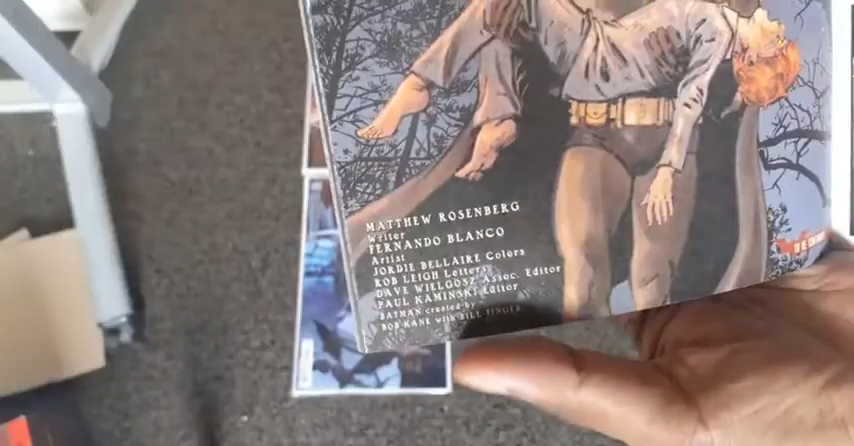 MATTHEW ROSENBERG
Writer
FERNANDO BLANCO
Artist
JORDIE BELLAIRE Colors
ROB LEIGH Letters
DAVE WIELGOSZ Assoc. Editor
PAUL KAMINSKI Editor
BATMAN created by
BOB KANE with BILL FINGER